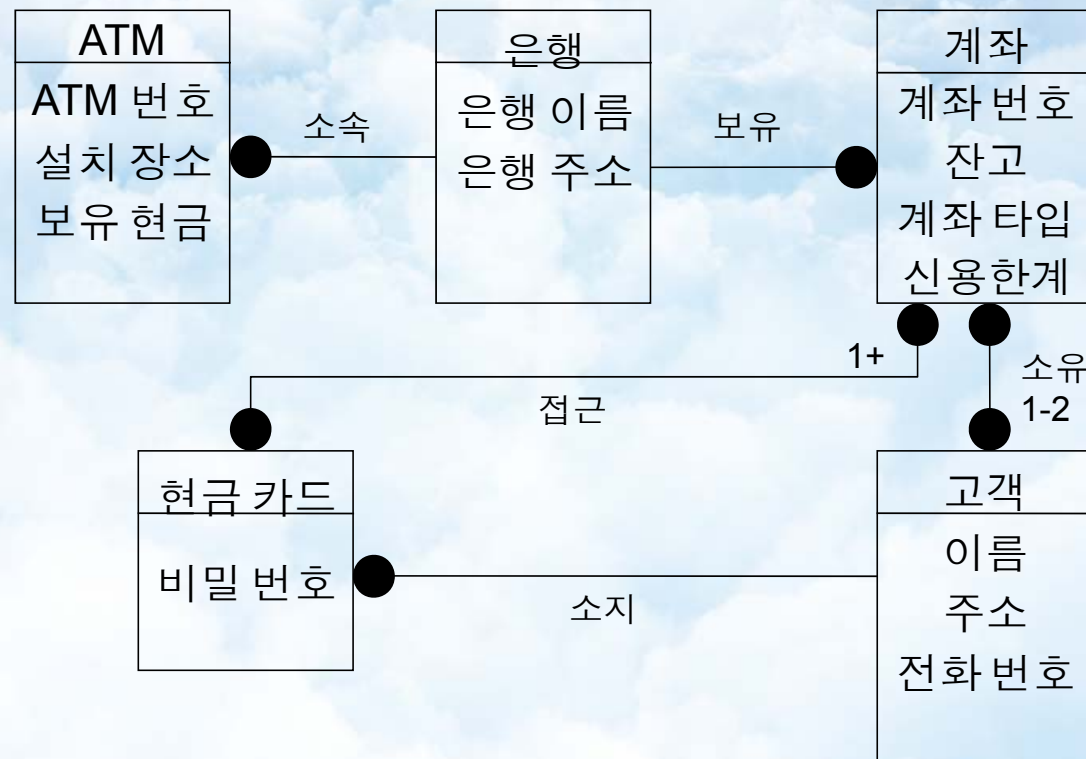 ATM
ATM 번호
설치 장소
보유 현금
소속
은행
은행 이름
은행 주소
보유
계좌
계좌 번호
잔고
계좌 타입
신용한계
1+
접근
소유
1-2
현금 카드
비밀 번호
소지
고객
이름
주소
전화 번호